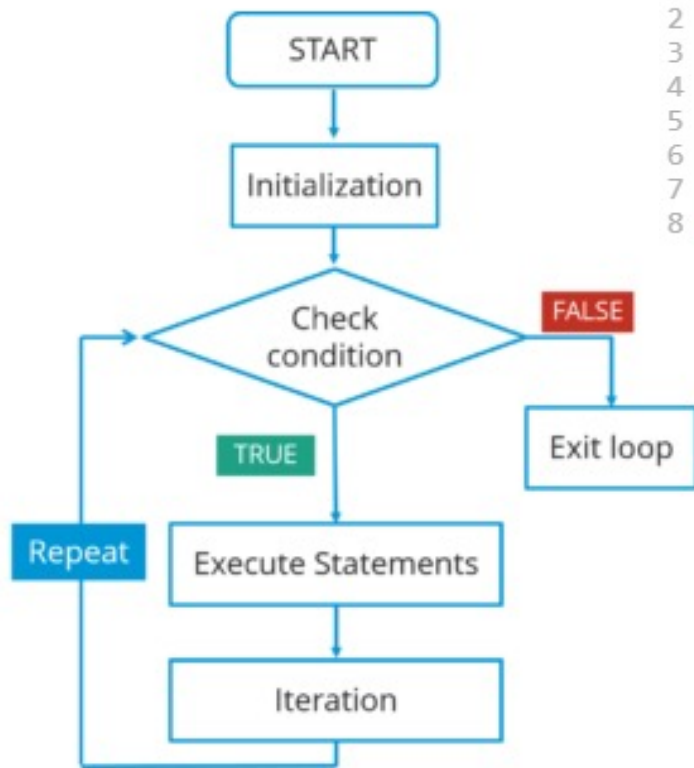 START
2
3
4
5
6
7
8
Initialization
Check
condition
FALSE
Exit loop
TRUE
Execute Statements
Repeat
Iteration